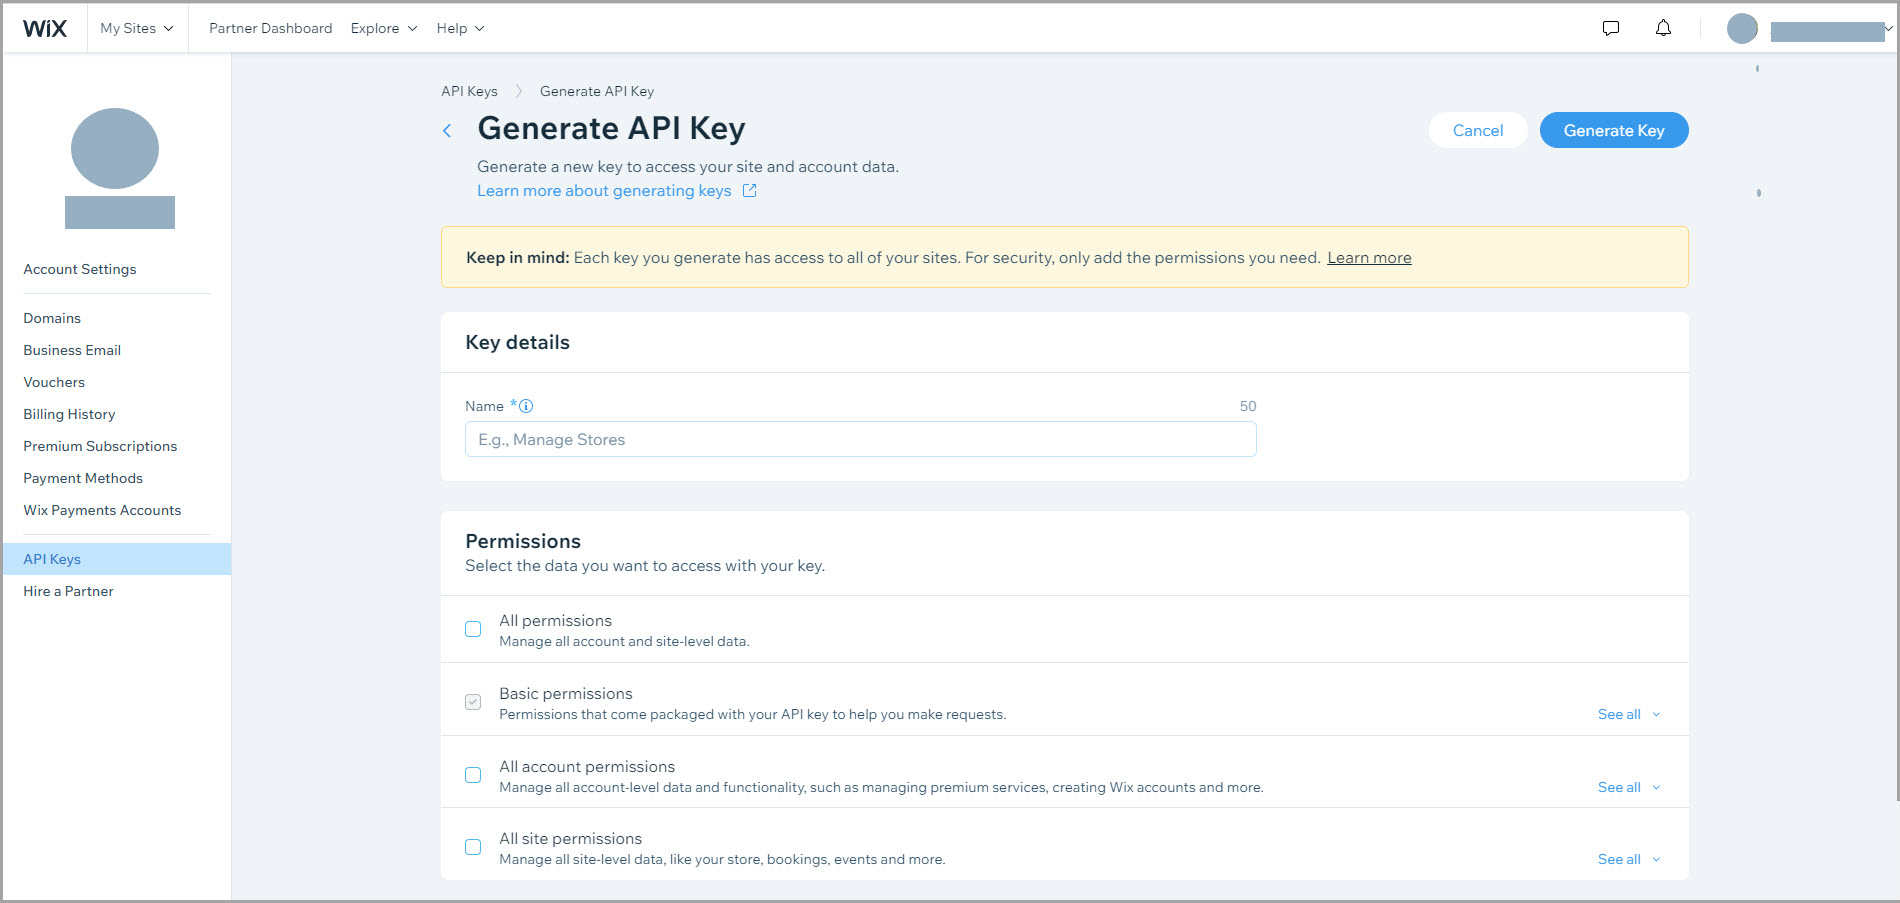 WiX My Sites Partner Dashboard Explore Help
Account Settings
Domains
Business Email
Vouchers
Billing History
Premium Subscriptions
Payment Methods
Wix Payments Accounts
API Keys
Hire a Partner
API Keys Generate API Key
Generate API Key
Cancel Generate Key
Generate a new key to access your site and account data.
Learn more about generating keys
Keep in mind: Each key you generate has access to all of your sites. For security, only add the permissions you need. Learn more
Key details
Name * 50
E.g., Manage Stores
Permissions
Select the data you want to access with your key.
All permissions
Manage all account and site-level data.
Basic permissions
Permissions that come packaged with your API key to help you make requests. See all
All account permissions
Manage all account-level data and functionality, such as managing premium services, creating Wix accounts and more. See all
All site permissions
Manage all site-level data, like your store, bookings, events and more. See all